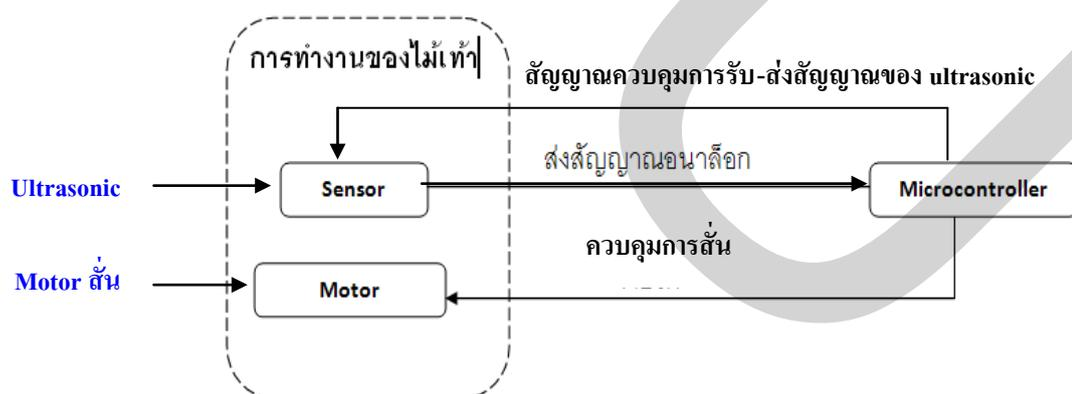 การทำงานของไม้เท้า
สัญญาณควบคุมการรับ-ส่งสัญญาณของ ultrasonic
ส่งสัญญาณอนาล็อก
Ultrasonic
Sensor
Microcontroller
ควบคุมการสั่น
Motor สั่น
Motor